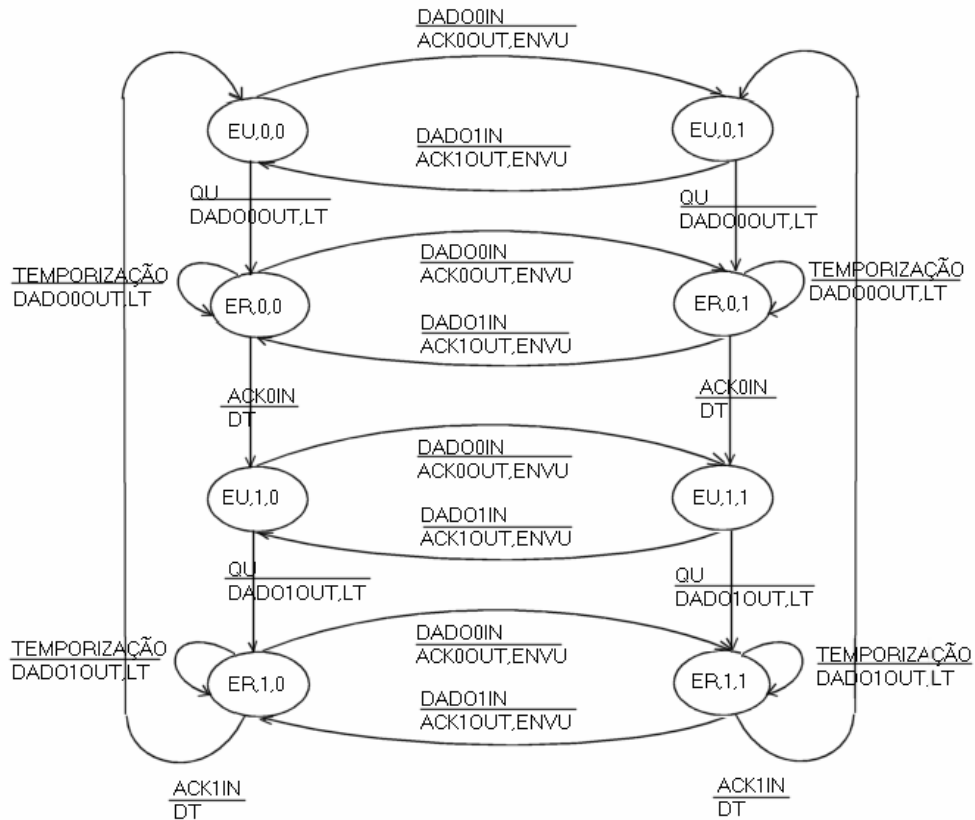 DADO0IN
ACK0OUT,ENVU
EU,0,0
EU,0,1
DADO1IN
ACK1OUT,ENVU
QU
DADO0OUT,LT
QU
DADO0OUT,LT
DADO0IN
ACK0OUT,ENVU
TEMPORIZAÇÃO
DADO0OUT,LT
ER,0,0
ER,0,1
TEMPORIZAÇÃO
DADO0OUT,LT
DADO1IN
ACK1OUT,ENVU
ACK0IN
DT
ACK0IN
DT
DADO0IN
ACK0OUT,ENVU
EU,1,0
EU,1,1
DADO1IN
ACK1OUT,ENVU
QU
DADO1OUT,LT
QU
DADO1OUT,LT
DADO0IN
ACK0OUT,ENVU
TEMPORIZAÇÃO
DADO1OUT,LT
ER,1,0
ER,1,1
TEMPORIZAÇÃO
DADO1OUT,LT
DADO1IN
ACK1OUT,ENVU
ACK1IN
DT
ACK1IN
DT